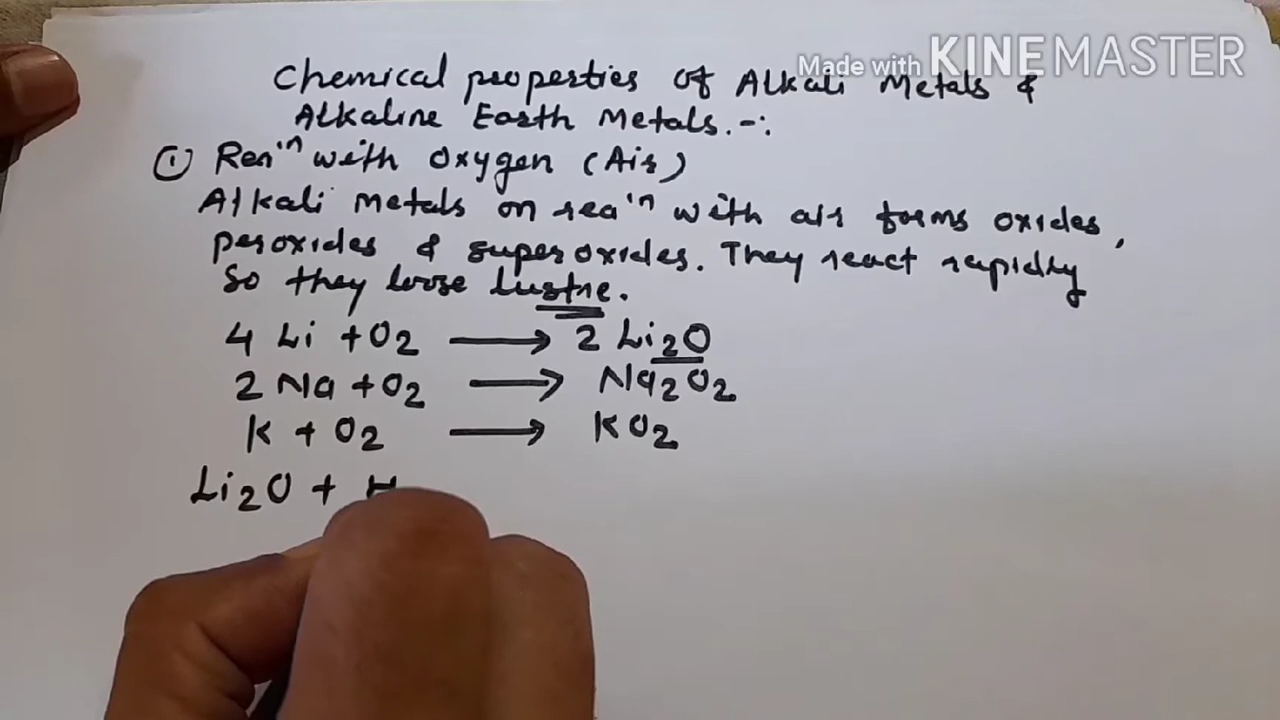 Made with KINEMASTER
Chemical properties of Alkali Metals &
Alkaline Earth Metals.-:
① Rea'n with Oxygen (Air)
Alkali Metals on rea'n with air forms oxides,
peroxides & superoxides. They react rapidly
So they loose lustre.
4 Li + O2 ⟶ 2 Li2O
2 Na + O2 ⟶ Na2O2
K + O2 ⟶ KO2
Li2O + H